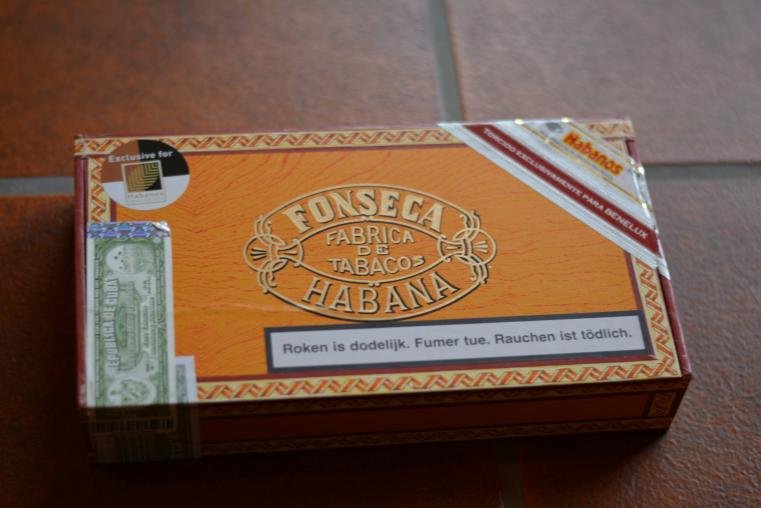 Exclusive for
Habanos
TORCIDO EXCLUSIVAMENTE PARA BENELUX
Habanos
FONSECA
FABRICA
DE
TABACOS
HABANA
REPUBLICA DE CUBA
Roken is dodelijk. Fumer tue. Rauchen ist tödlich.